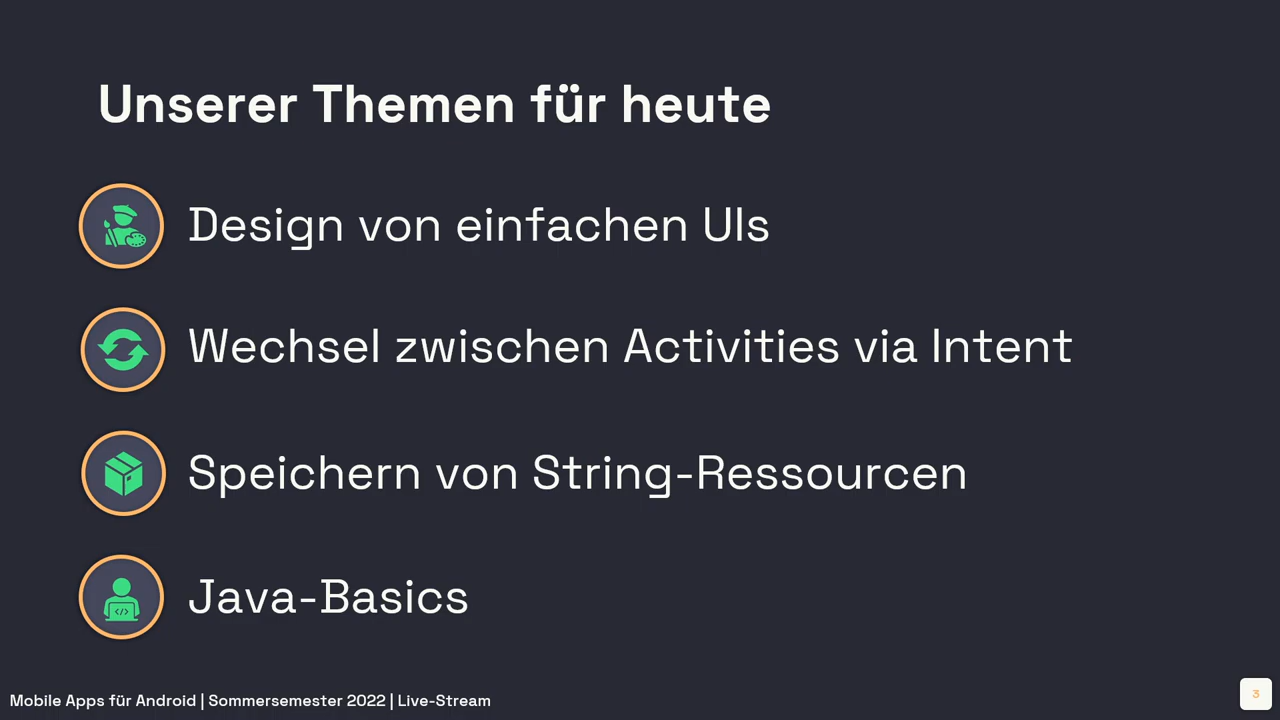 Unserer Themen für heute
Design von einfachen UIs
Wechsel zwischen Activities via Intent
Speichern von String-Ressourcen
</>
Java-Basics
Mobile Apps für Android | Sommersemester 2022 | Live-Stream
3